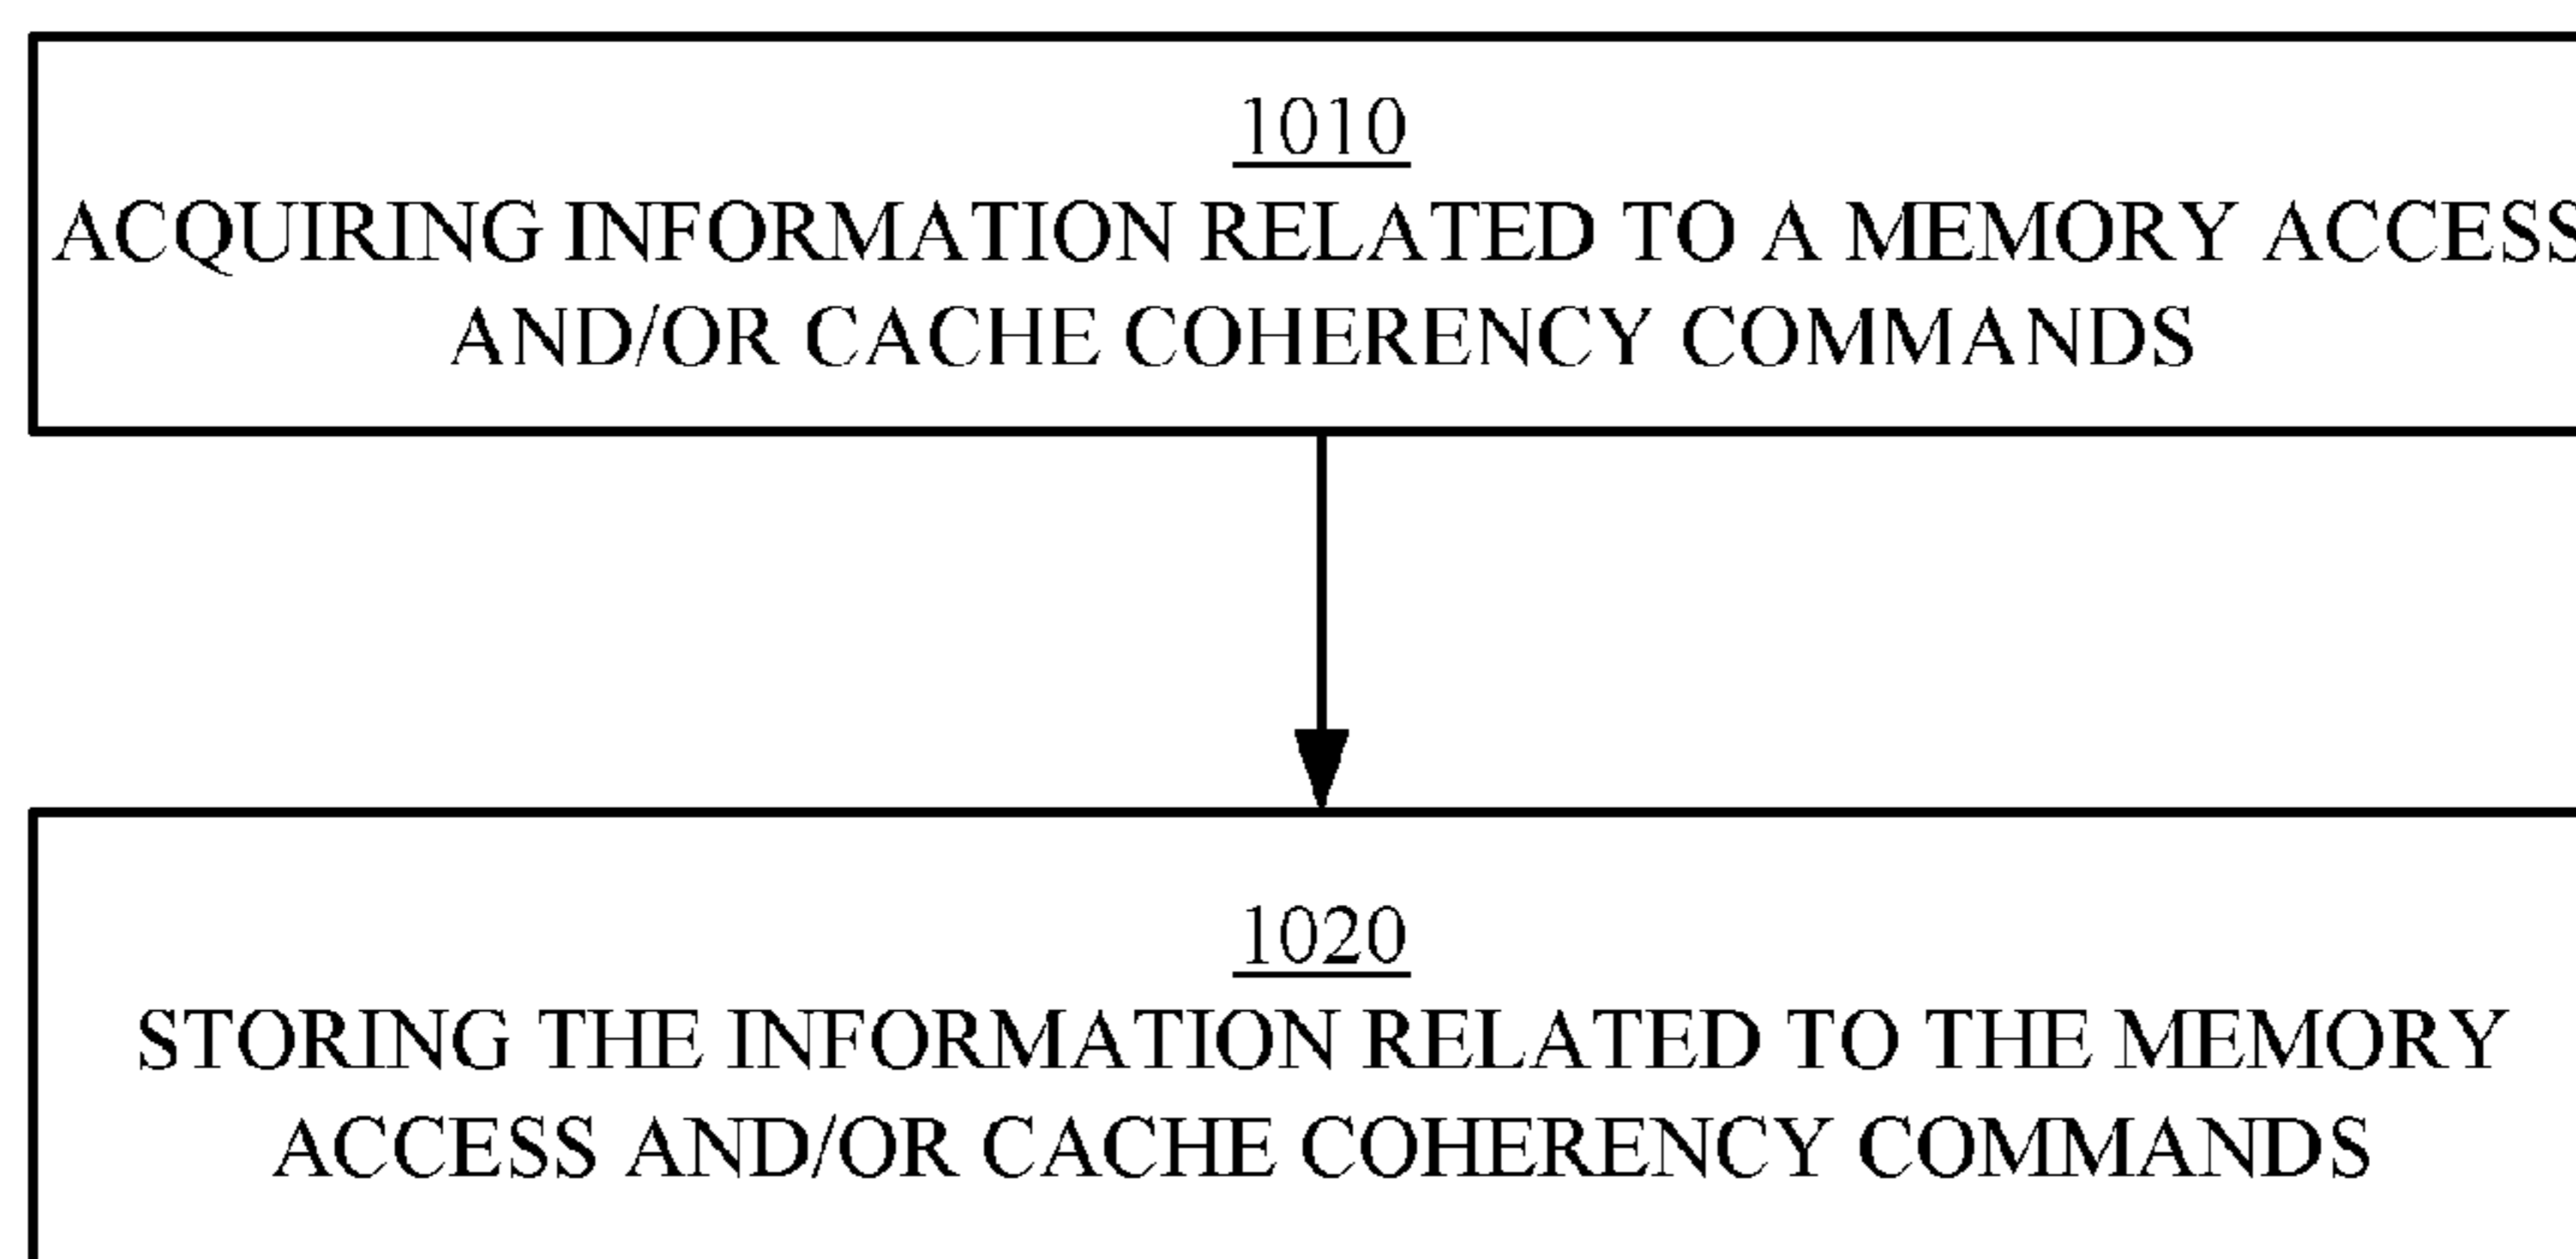 1010
ACQUIRING INFORMATION RELATED TO A MEMORY ACCESS
AND/OR CACHE COHERENCY COMMANDS
1020
STORING THE INFORMATION RELATED TO THE MEMORY
ACCESS AND/OR CACHE COHERENCY COMMANDS